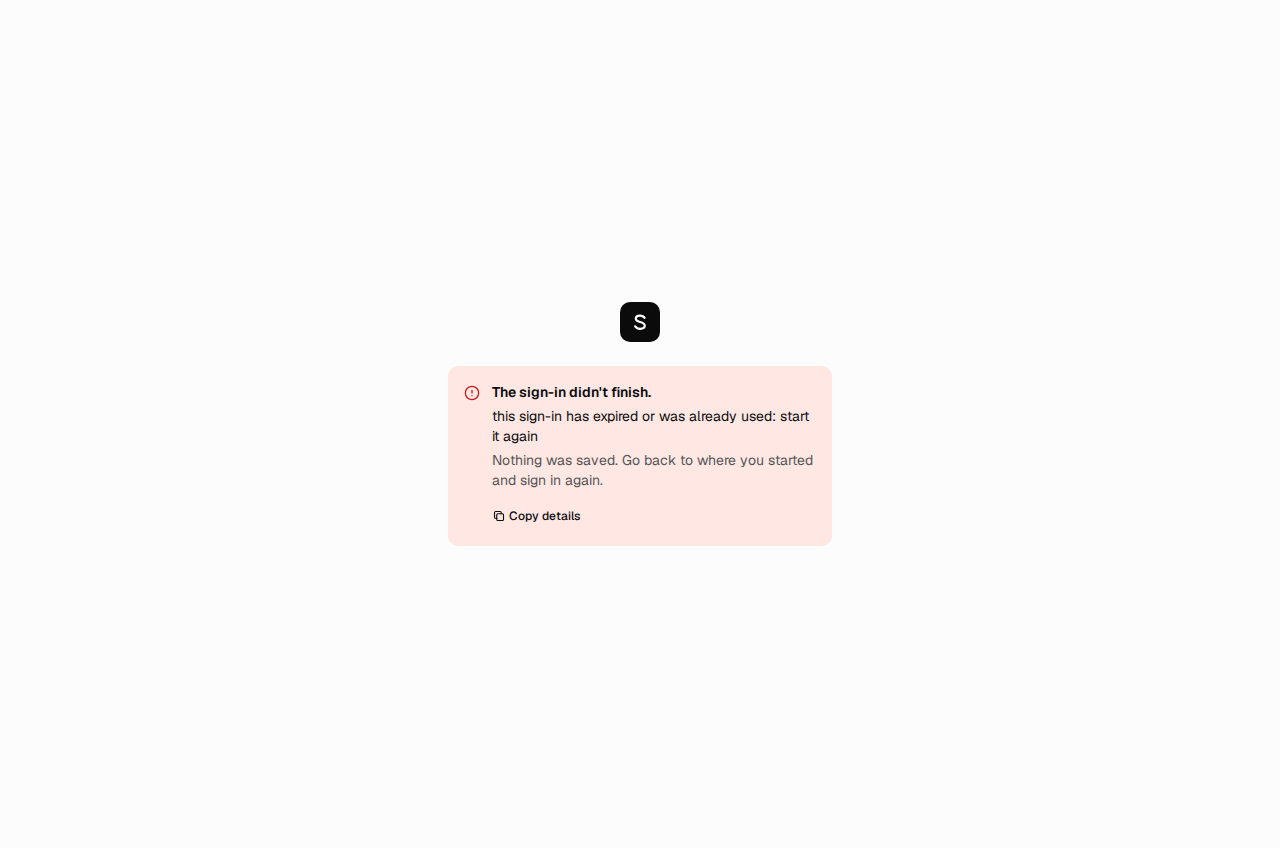 S
The sign-in didn't finish.
this sign-in has expired or was already used: start
it again
Nothing was saved. Go back to where you started
and sign in again.
Copy details